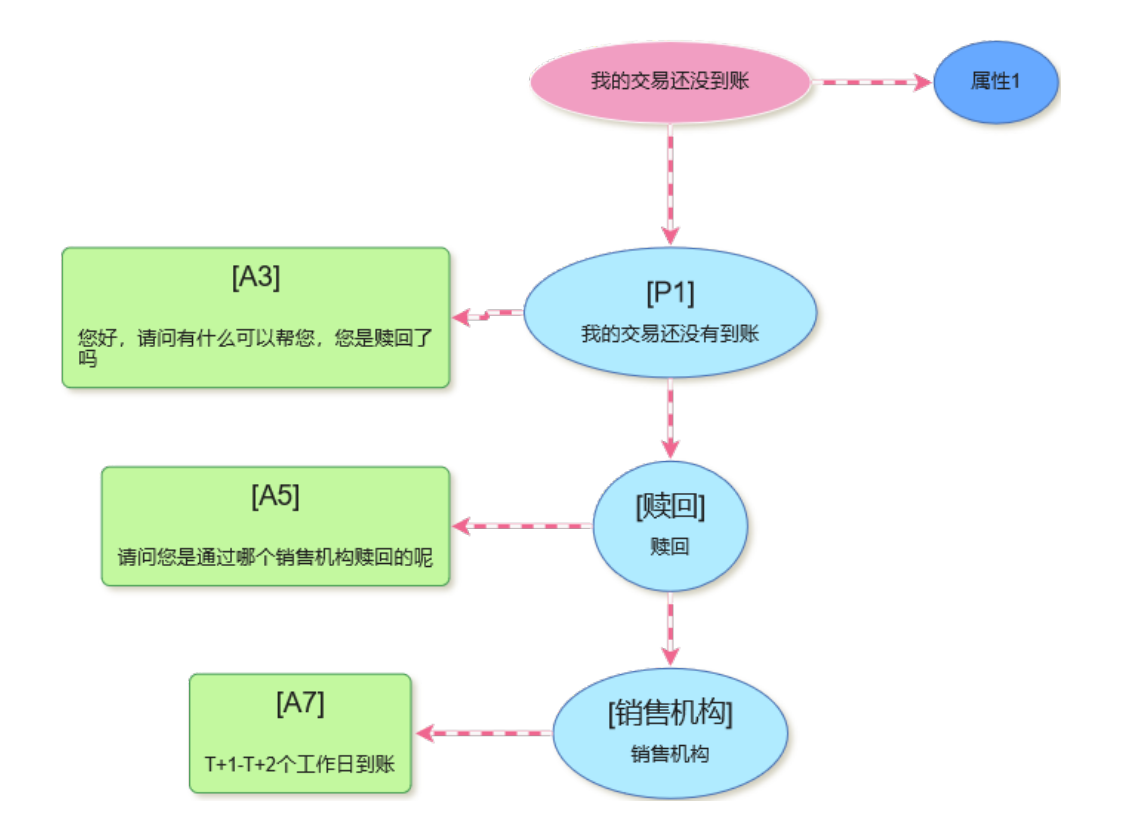 我的交易还没到账
属性1
[P1]
我的交易还没有到账
[A3]
您好，请问有什么可以帮您，您是赎回了
吗
[赎回]
赎回
[A5]
请问您是通过哪个销售机构赎回的呢
[销售机构]
销售机构
[A7]
T+1-T+2个工作日到账